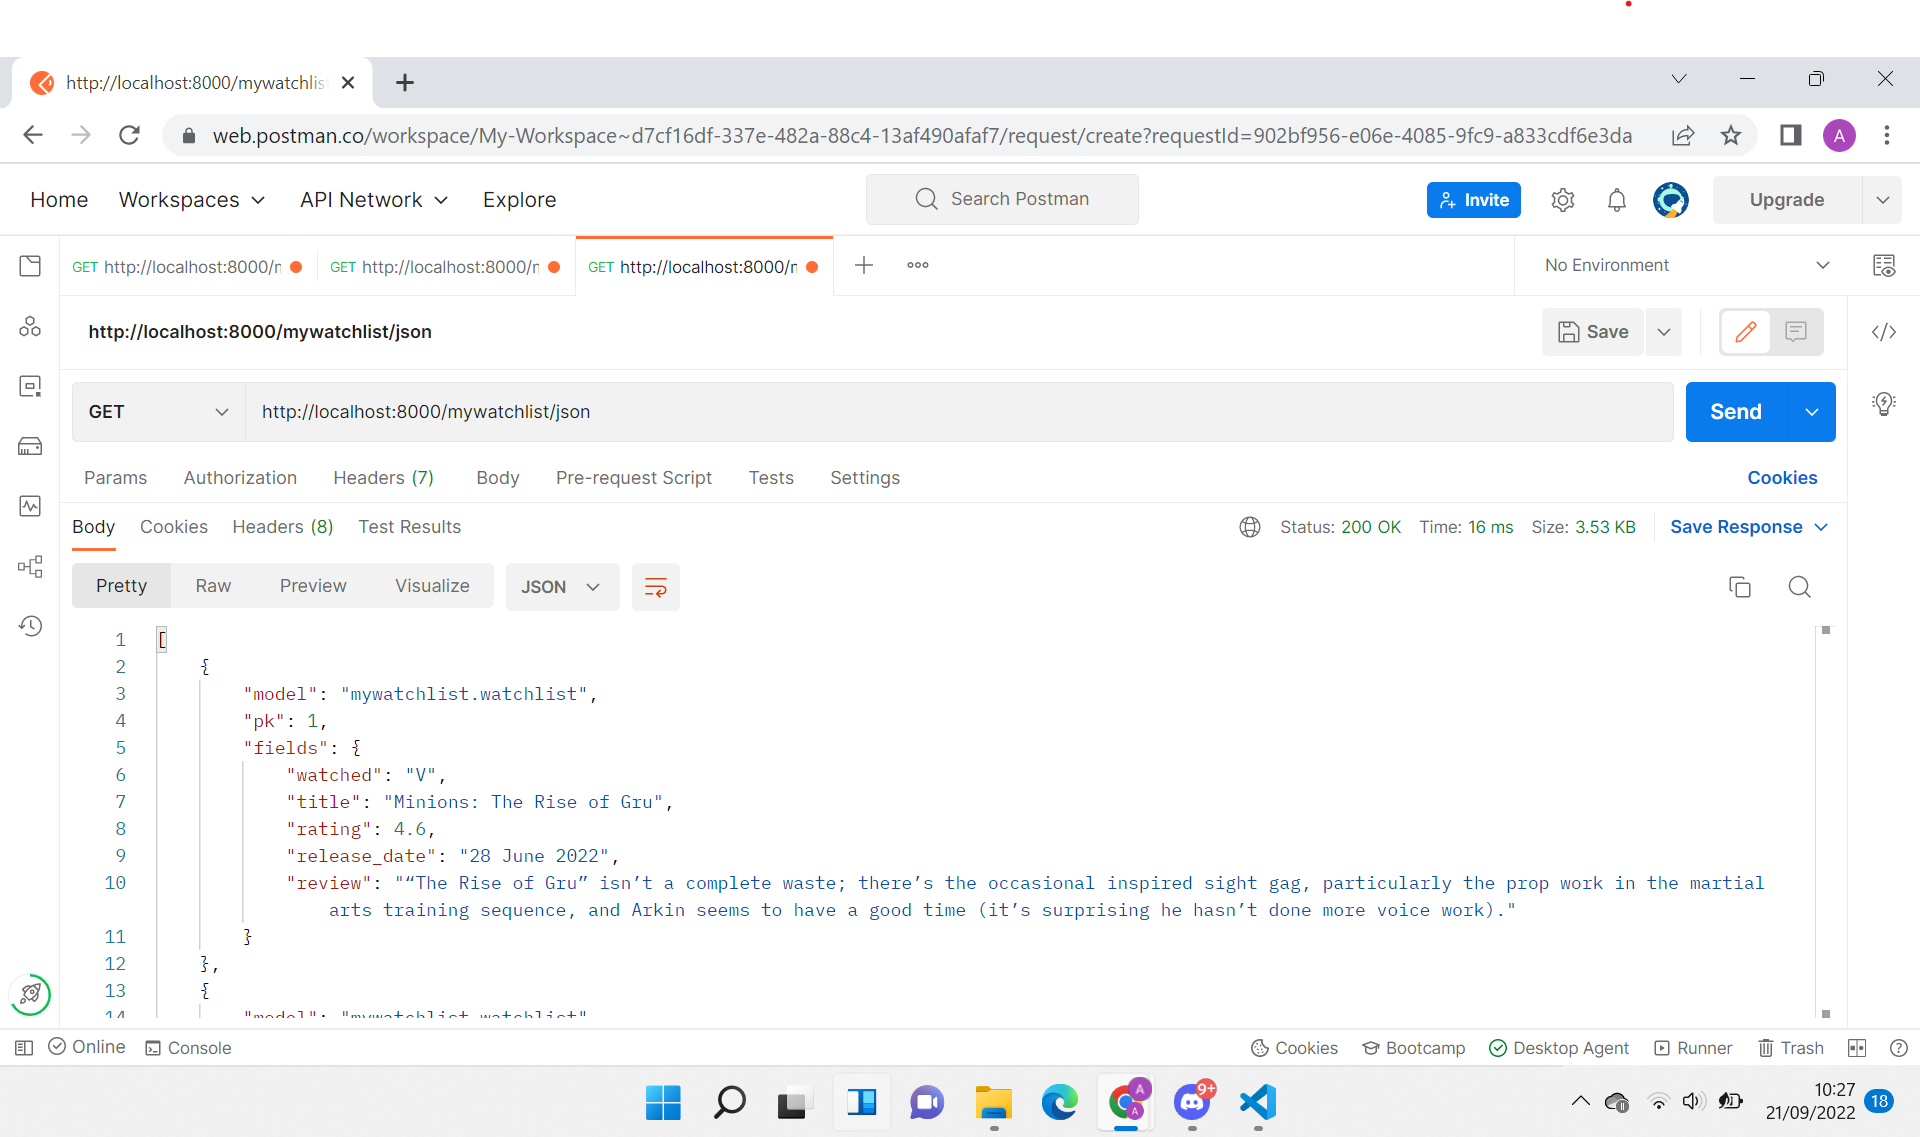 http://localhost:8000/mywatchlis
web.postman.co/workspace/My-Workspace~d7cf16df-337e-482a-88c4-13af490afaf7/request/create?requestId=902bf956-e06e-4085-9fc9-a833cdf6e3da
A
Home Workspaces API Network Explore
Search Postman
Invite
Upgrade
GET http://localhost:8000/n GET http://localhost:8000/n GET http://localhost:8000/n
No Environment
http://localhost:8000/mywatchlist/json
Save
GET http://localhost:8000/mywatchlist/json
Send
Params Authorization Headers (7) Body Pre-request Script Tests Settings Cookies
Body Cookies Headers (8) Test Results Status: 200 OK Time: 16 ms Size: 3.53 KB Save Response
Pretty Raw Preview Visualize JSON
1 [
2 {
3 "model": "mywatchlist.watchlist",
4 "pk": 1,
5 "fields": {
6 "watched": "V",
7 "title": "Minions: The Rise of Gru",
8 "rating": 4.6,
9 "release_date": "28 June 2022",
10 "review": "“The Rise of Gru” isn’t a complete waste; there’s the occasional inspired sight gag, particularly the prop work in the martial
arts training sequence, and Arkin seems to have a good time (it’s surprising he hasn’t done more voice work)."
11 }
12 },
13 {
14 "model": "mywatchlist.watchlist"
Online Console Cookies Bootcamp Desktop Agent Runner Trash
A
A
9+
10:27
21/09/2022
18